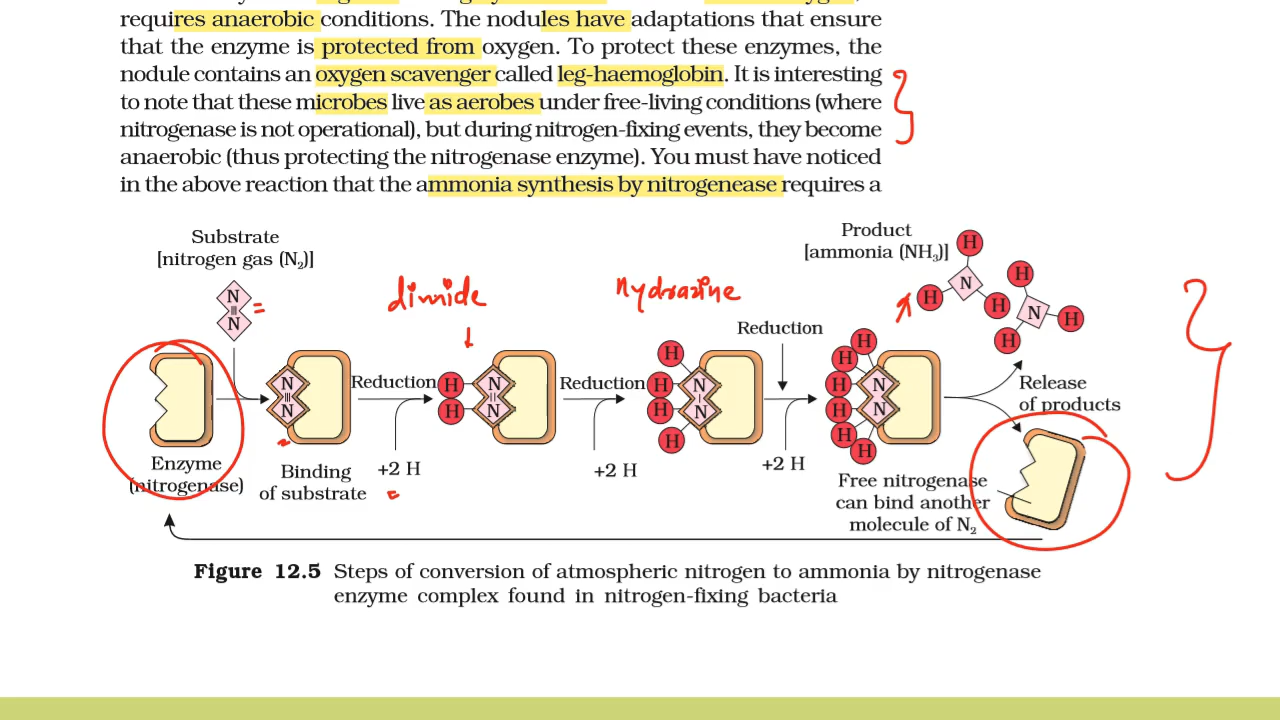 requires anaerobic conditions. The nodules have adaptations that ensure
that the enzyme is protected from oxygen. To protect these enzymes, the
nodule contains an oxygen scavenger called leg-haemoglobin. It is interesting
to note that these microbes live as aerobes under free-living conditions (where
nitrogenase is not operational), but during nitrogen-fixing events, they become
anaerobic (thus protecting the nitrogenase enzyme). You must have noticed
in the above reaction that the ammonia synthesis by nitrogenease requires a
Substrate
[nitrogen gas (N₂)]
Product
[ammonia (NH₃)]
H
H
N
H
H
N
H
H
N
≡
N
=
dimide
hydrazine
Reduction
N
≡
N
Reduction
H
H
N
=
N
Reduction
H
H
H
H
N
N
H
H
H
H
H
H
N
N
Release
of products
Enzyme
(nitrogenase)
Binding
of substrate
+2 H
=
+2 H
+2 H
Free nitrogenase
can bind another
molecule of N₂
Figure 12.5 Steps of conversion of atmospheric nitrogen to ammonia by nitrogenase
enzyme complex found in nitrogen-fixing bacteria